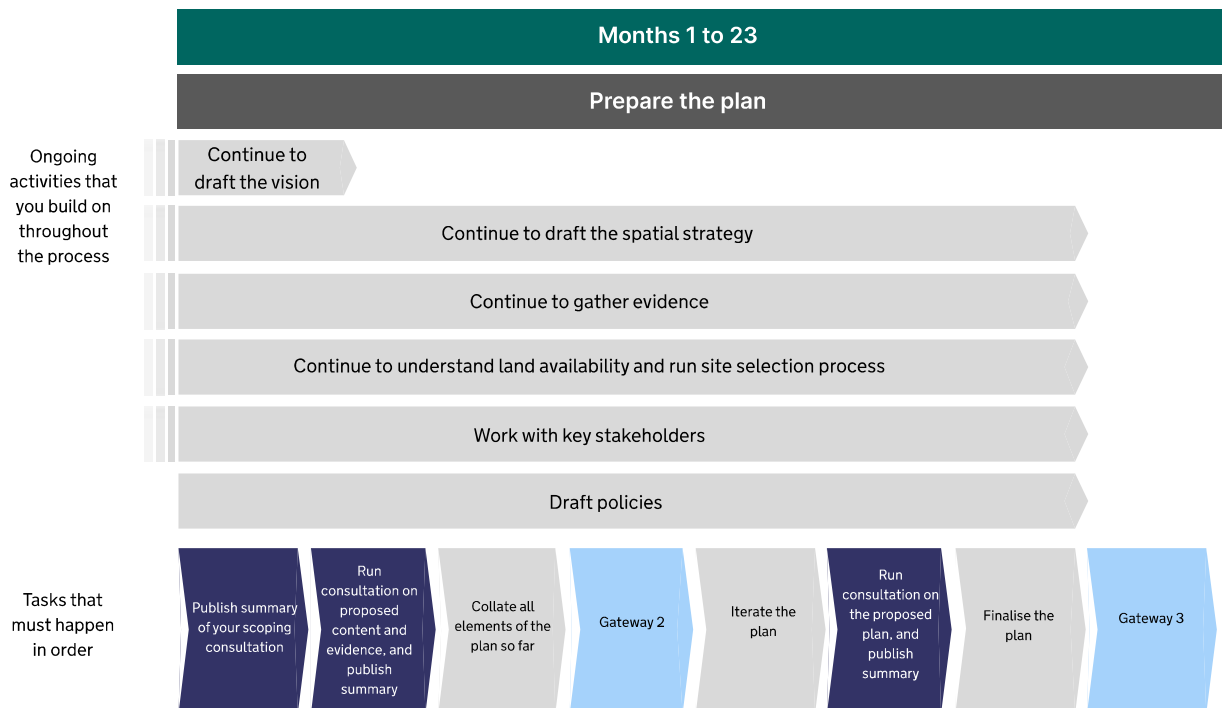 Months 1 to 23
Prepare the plan
Ongoing
activities that
you build on
throughout
the process
Continue to
draft the vision
Continue to draft the spatial strategy
Continue to gather evidence
Continue to understand land availability and run site selection process
Work with key stakeholders
Draft policies
Tasks that
must happen
in order
Publish summary
of your scoping
consultation
Run
consultation on
proposed
content and
evidence, and
publish
summary
Collate all
elements of the
plan so far
Gateway 2
Iterate the
plan
Run
consultation on
the proposed
plan, and
publish
summary
Finalise the
plan
Gateway 3